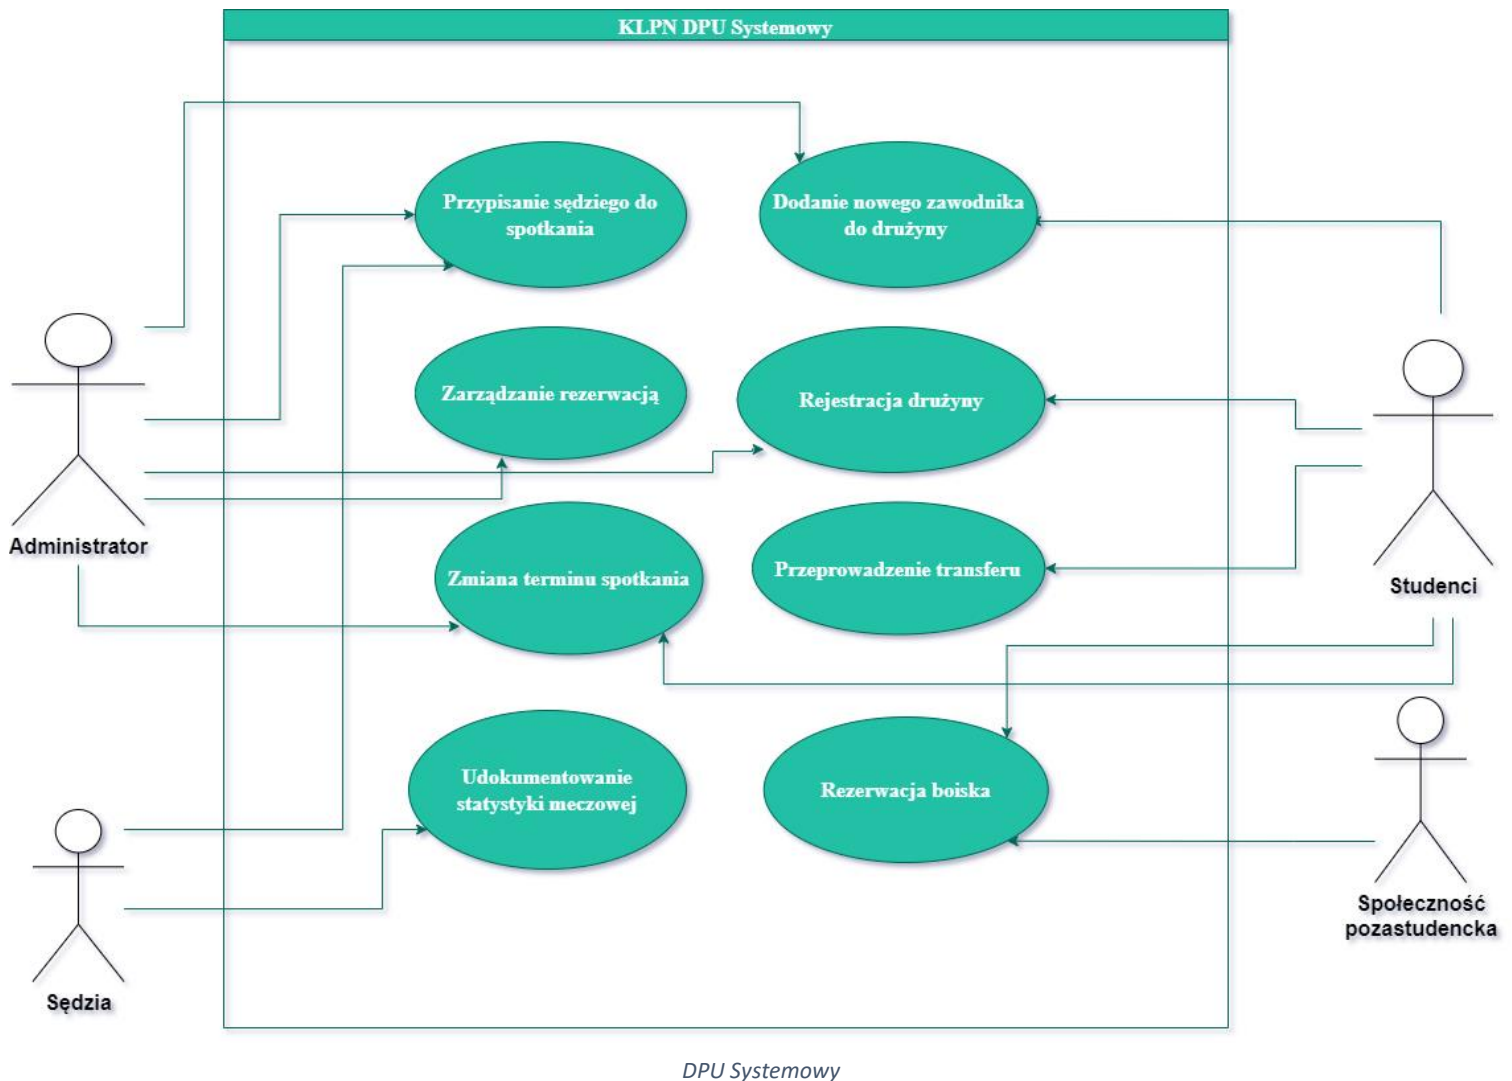 KLPN DPU Systemowy
Przypisanie sędziego do
spotkania
Dodanie nowego zawodnika
do drużyny
Zarządzanie rezerwacją
Rejestracja drużyny
Administrator
Zmiana terminu spotkania
Przeprowadzenie transferu
Studenci
Udokumentowanie
statystyki meczowej
Rezerwacja boiska
Społeczność
pozastudencka
Sędzia
DPU Systemowy